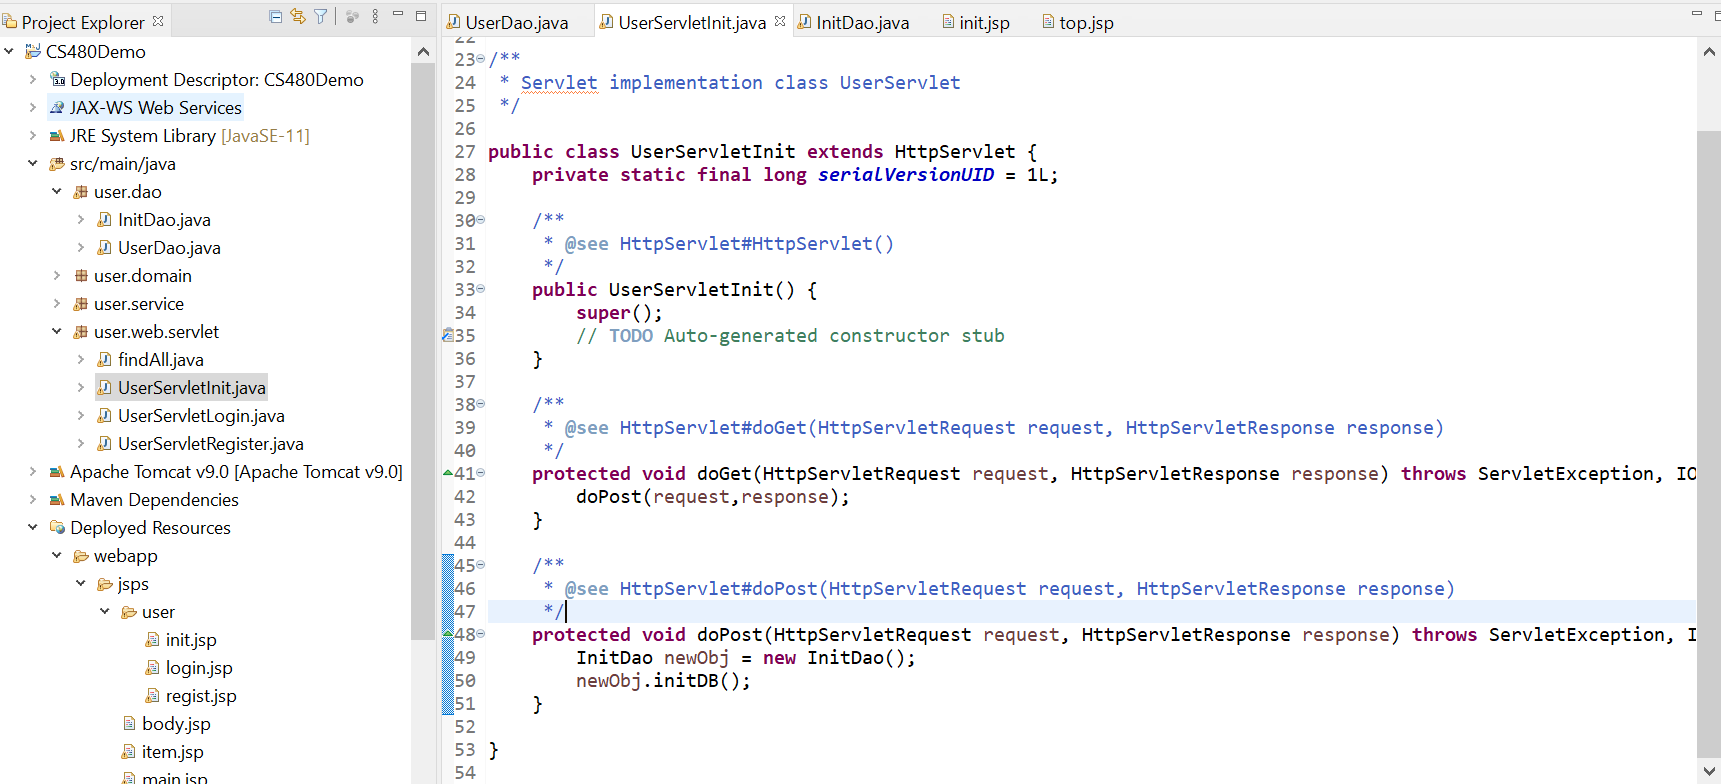 Project Explorer
CS480Demo
Deployment Descriptor: CS480Demo
JAX-WS Web Services
JRE System Library [JavaSE-11]
src/main/java
user.dao
InitDao.java
UserDao.java
user.domain
user.service
user.web.servlet
findAll.java
UserServletInit.java
UserServletLogin.java
UserServletRegister.java
Apache Tomcat v9.0 [Apache Tomcat v9.0]
Maven Dependencies
Deployed Resources
webapp
jsps
user
init.jsp
login.jsp
regist.jsp
body.jsp
item.jsp
main.jsp
UserDao.java UserServletInit.java InitDao.java init.jsp top.jsp
22
23 /**
24 * Servlet implementation class UserServlet
25 */
26
27 public class UserServletInit extends HttpServlet {
28 private static final long serialVersionUID = 1L;
29
30 /**
31 * @see HttpServlet#HttpServlet()
32 */
33 public UserServletInit() {
34 super();
35 // TODO Auto-generated constructor stub
36 }
37
38 /**
39 * @see HttpServlet#doGet(HttpServletRequest request, HttpServletResponse response)
40 */
41 protected void doGet(HttpServletRequest request, HttpServletResponse response) throws ServletException, IO
42 doPost(request,response);
43 }
44
45 /**
46 * @see HttpServlet#doPost(HttpServletRequest request, HttpServletResponse response)
47 */
48 protected void doPost(HttpServletRequest request, HttpServletResponse response) throws ServletException, I
49 InitDao newObj = new InitDao();
50 newObj.initDB();
51 }
52
53 }
54